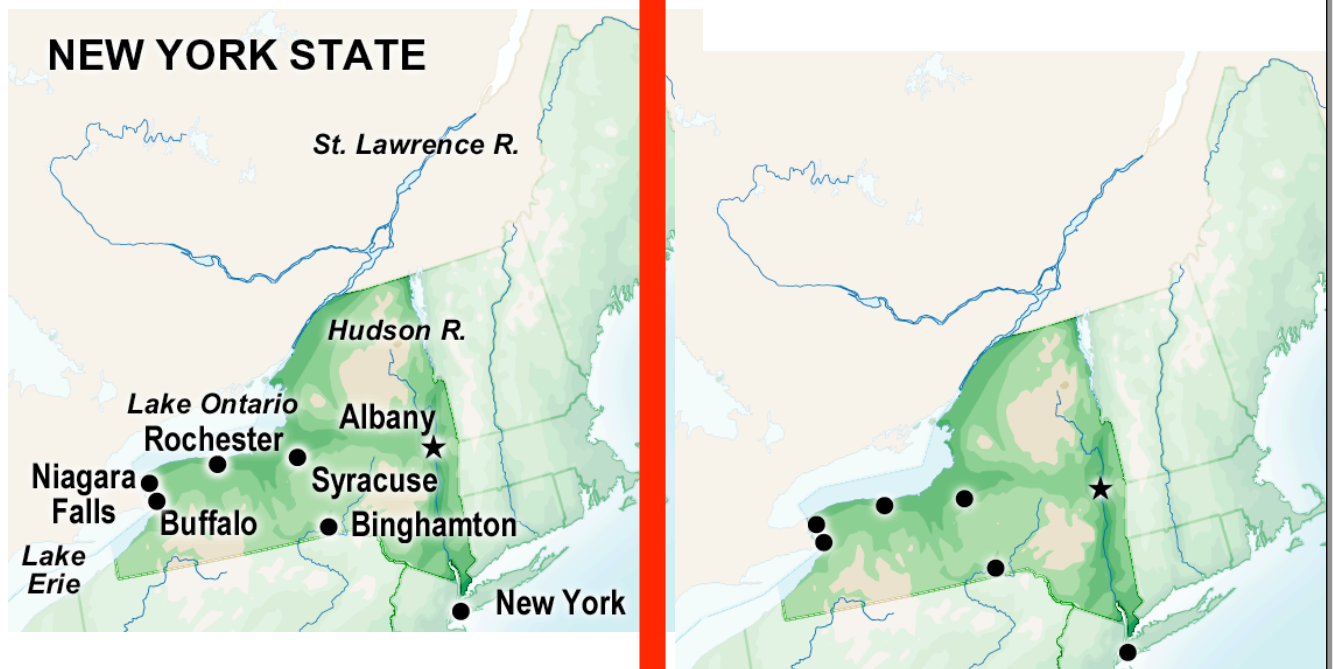 NEW YORK STATE
St. Lawrence R.
Hudson R.
Lake Ontario
Albany
Rochester
Niagara
Falls
Syracuse
Buffalo
Binghamton
Lake
Erie
New York